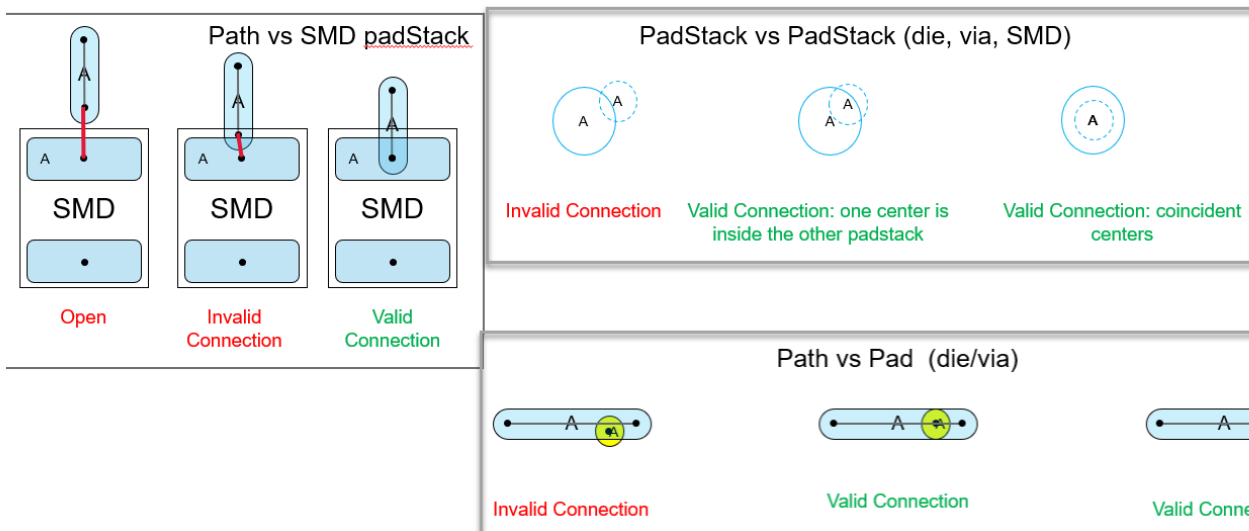 Path vs SMD padStack
A
A
A
A
A
A
SMD
SMD
SMD
Open
Invalid
Connection
Valid
Connection
PadStack vs PadStack (die, via, SMD)
A
A
A
A
A
Invalid Connection
Valid Connection: one center is
inside the other padstack
Valid Connection: coincident
centers
Path vs Pad (die/via)
A
A
A
A
A
Invalid Connection
Valid Connection
Valid Conne